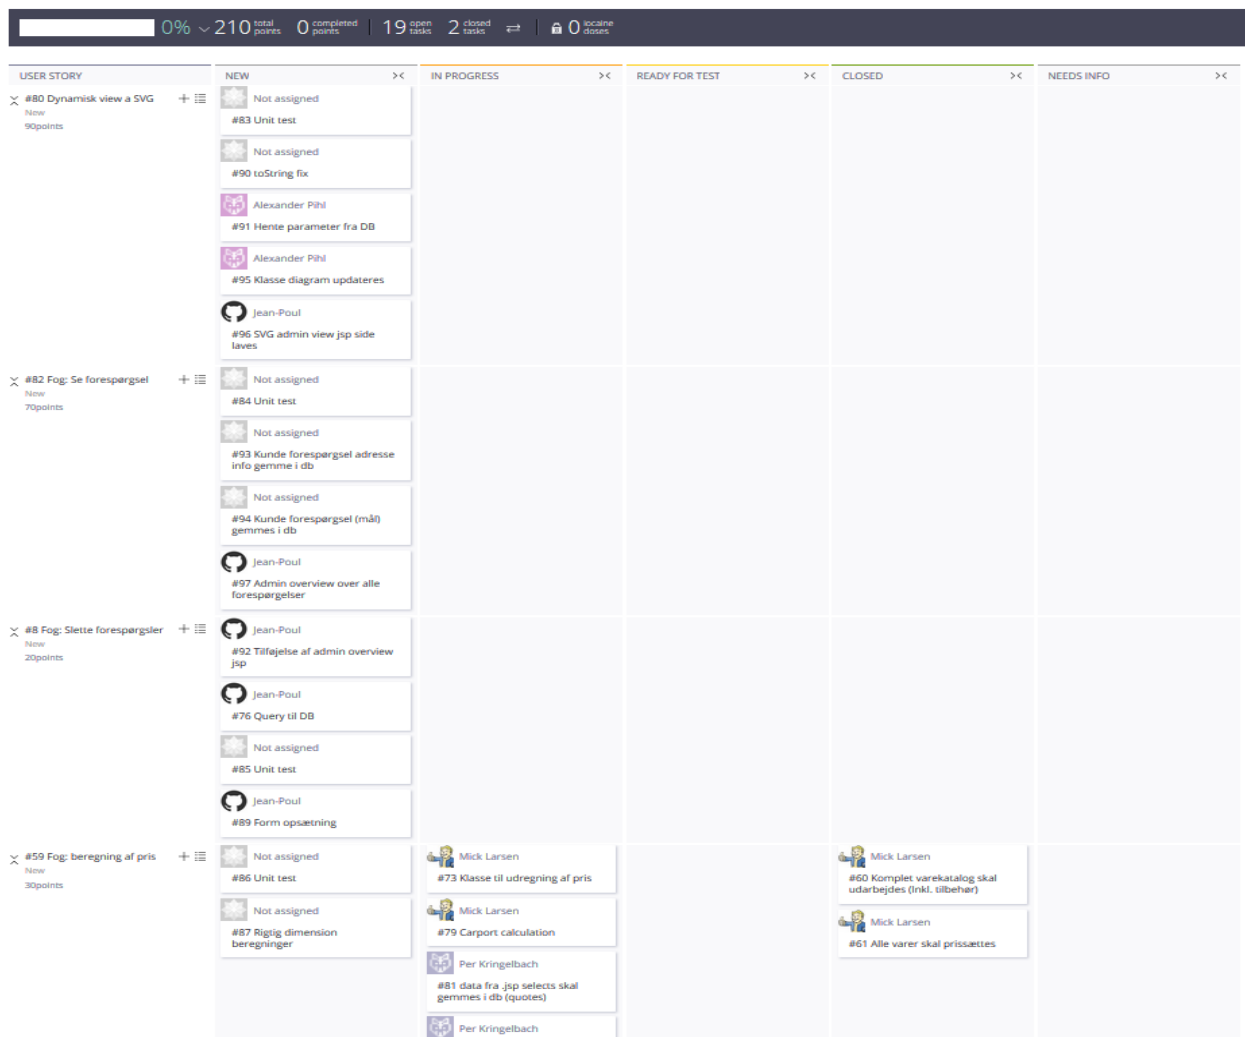 0% 210 total points 0 completed points 19 open tasks 2 closed tasks 0 iocaine doses
USER STORY NEW IN PROGRESS READY FOR TEST CLOSED NEEDS INFO
#80 Dynamisk view a SVG
New
90points
Not assigned
#83 Unit test
Not assigned
#90 toString fix
Alexander Pihl
#91 Hente parameter fra DB
Alexander Pihl
#95 Klasse diagram updateres
Jean-Poul
#96 SVG admin view jsp side
laves
#82 Fog: Se forespørgsel
New
70points
Not assigned
#84 Unit test
Not assigned
#93 Kunde forespørgsel adresse
info gemme i db
Not assigned
#94 Kunde forespørgsel (mål)
gemmes i db
Jean-Poul
#97 Admin overview over alle
forespørgelser
#8 Fog: Slette forespørgsler
New
20points
Jean-Poul
#92 Tilføjelse af admin overview
jsp
Jean-Poul
#76 Query til DB
Not assigned
#85 Unit test
Jean-Poul
#89 Form opsætning
#59 Fog: beregning af pris
New
30points
Not assigned
#86 Unit test
Not assigned
#87 Rigtig dimension
beregninger
Mick Larsen
#73 Klasse til udregning af pris
Mick Larsen
#79 Carport calculation
Per Kringelbach
#81 data fra .jsp selects skal
gemmes i db (quotes)
Per Kringelbach
Mick Larsen
#60 Komplet varekatalog skal
udarbejdes (Inkl. tilbehør)
Mick Larsen
#61 Alle varer skal prissættes